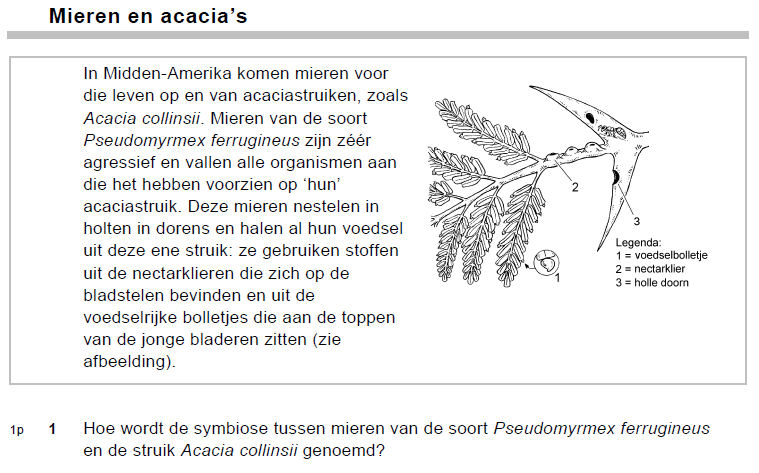 Mieren en acacia’s
In Midden-Amerika komen mieren voor
die leven op en van acaciastruiken, zoals
Acacia collinsii. Mieren van de soort
Pseudomyrmex ferrugineus zijn zéér
agressief en vallen alle organismen aan
die het hebben voorzien op ‘hun’
acaciastruik. Deze mieren nestelen in
holten in dorens en halen al hun voedsel
uit deze ene struik: ze gebruiken stoffen
uit de nectarklieren die zich op de
bladstelen bevinden en uit de
voedselrijke bolletjes die aan de toppen
van de jonge bladeren zitten (zie
afbeelding).
2
3
1
Legenda:
1 = voedselbolletje
2 = nectarklier
3 = holle doorn
1p 1 Hoe wordt de symbiose tussen mieren van de soort Pseudomyrmex ferrugineus
en de struik Acacia collinsii genoemd?